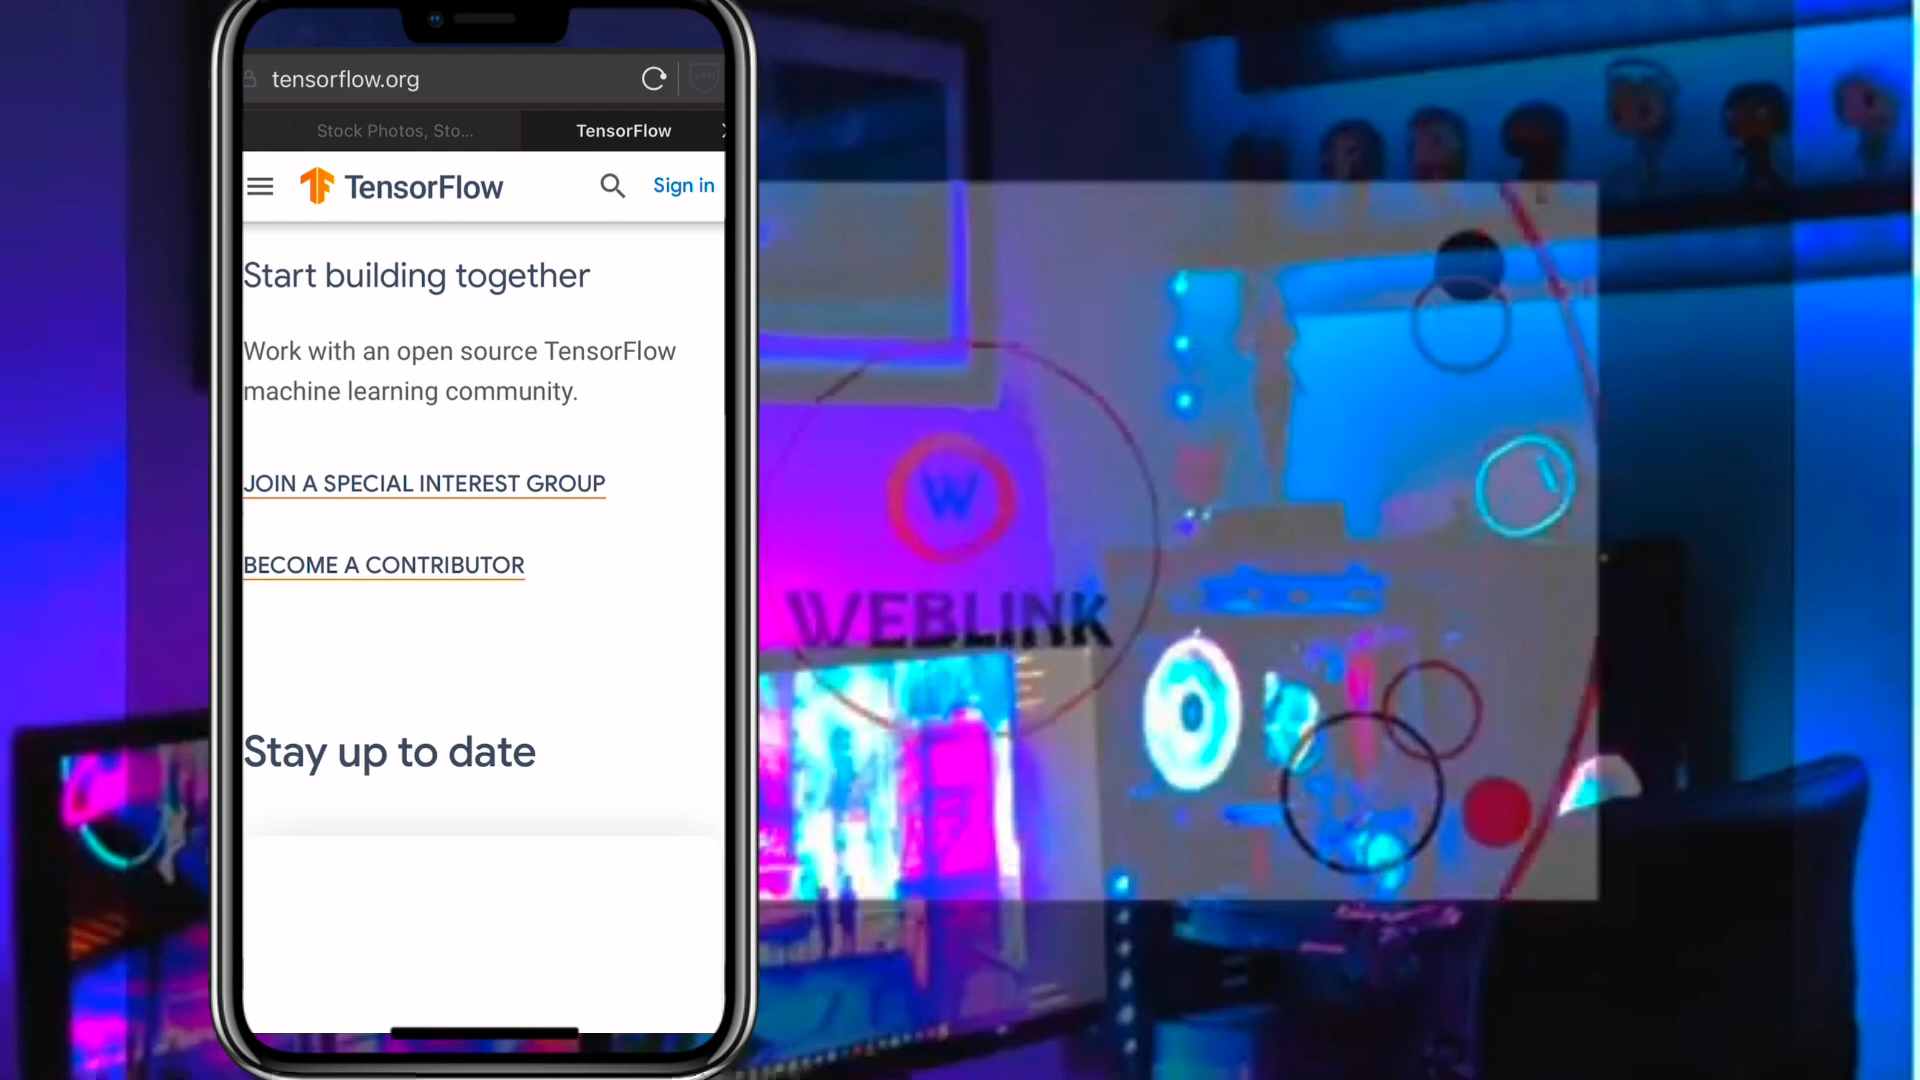 tensorflow.org
VPN
Stock Photos, Sto...
TensorFlow
TensorFlow
Sign in
Start building together
Work with an open source TensorFlow
machine learning community.
JOIN A SPECIAL INTEREST GROUP
BECOME A CONTRIBUTOR
Stay up to date
W
WEBLINK